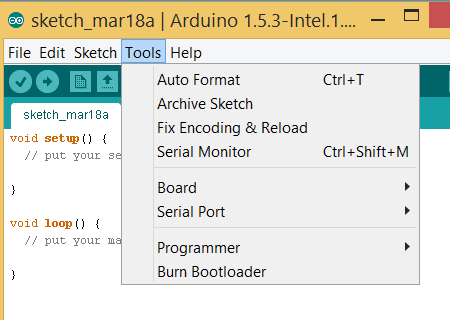 sketch_mar18a | Arduino 1.5.3-Intel.1....
File Edit Sketch Tools Help
Auto Format Ctrl+T
sketch_mar18a
Archive Sketch
Fix Encoding & Reload
void setup() {
Serial Monitor Ctrl+Shift+M
// put your se
}
Board
Serial Port
void loop() {
// put your ma
Programmer
}
Burn Bootloader